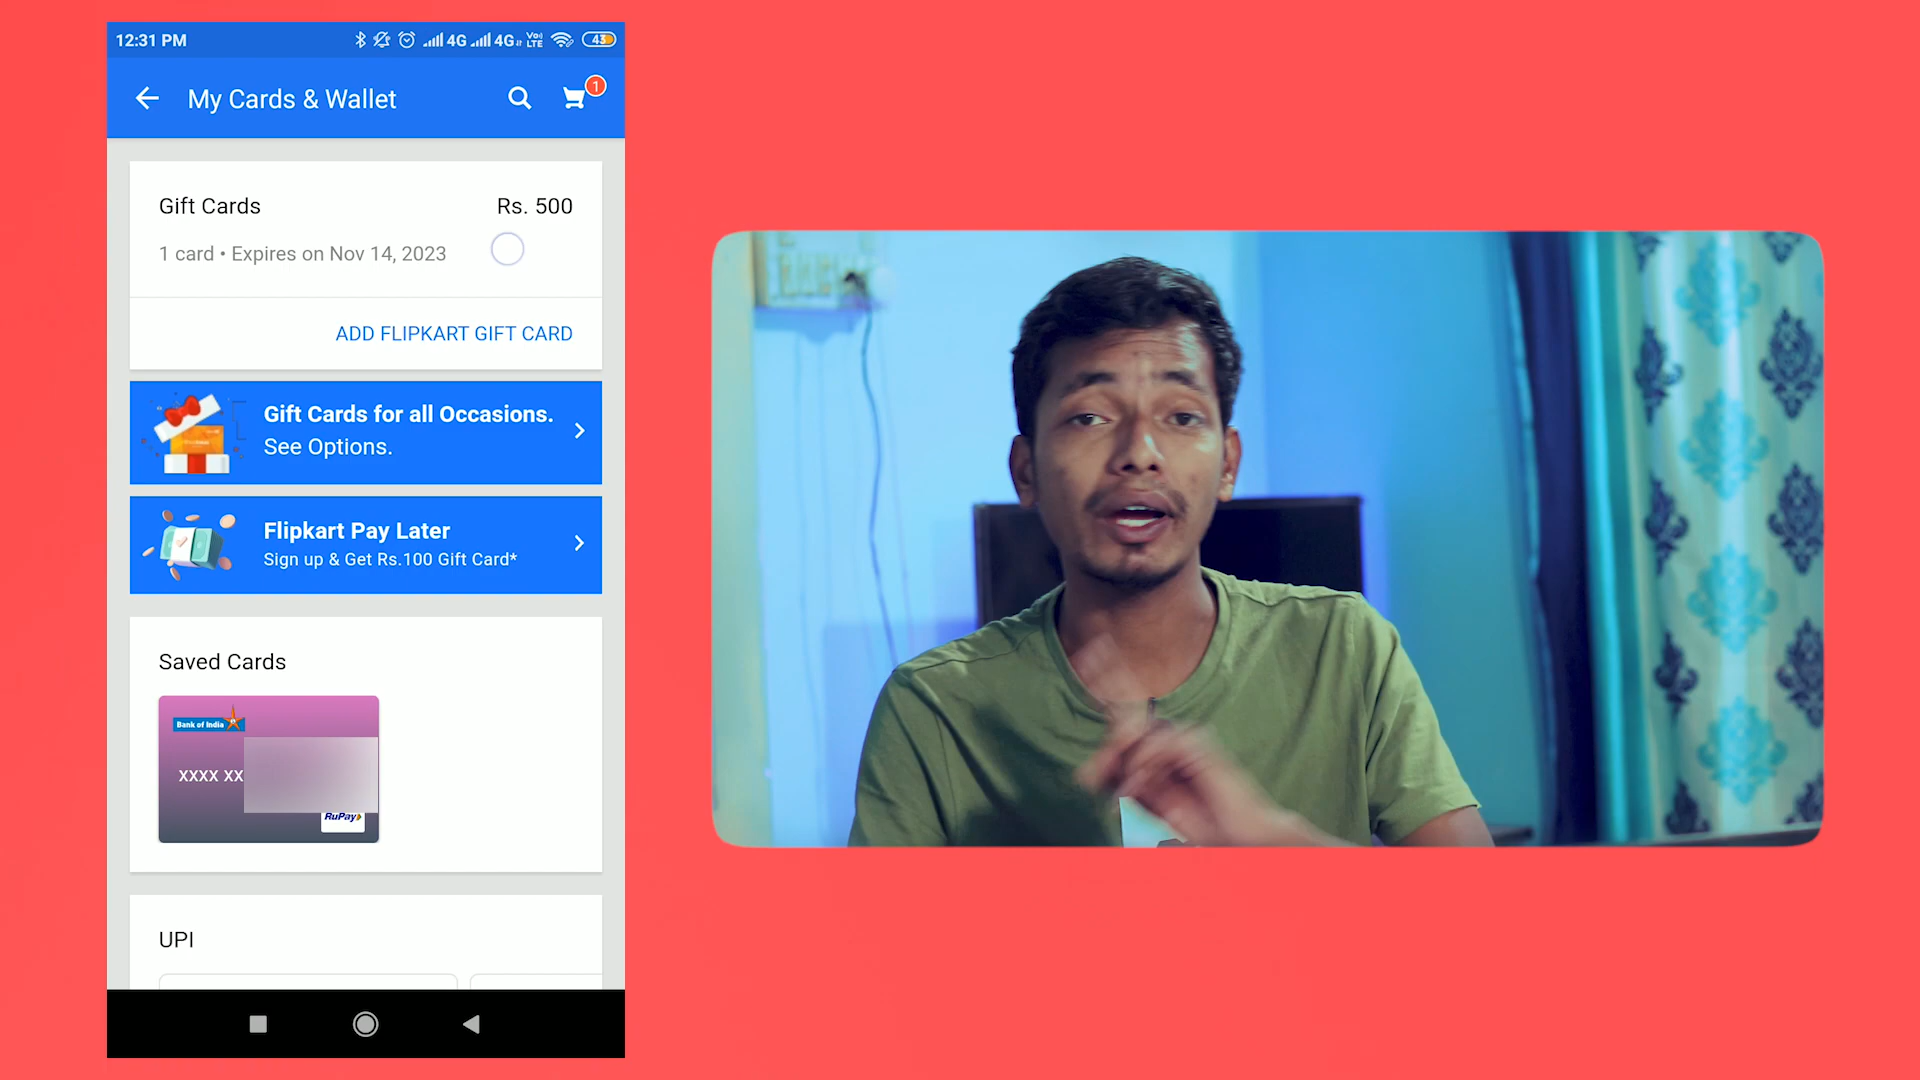 12:31 PM
4G 4G Vo) LTE 43
My Cards & Wallet
1
Gift Cards
Rs. 500
1 card • Expires on Nov 14, 2023
ADD FLIPKART GIFT CARD
Gift Cards for all Occasions.
See Options.
Flipkart Pay Later
Sign up & Get Rs.100 Gift Card*
Saved Cards
Bank of India
XXXX XX
RuPay
UPI